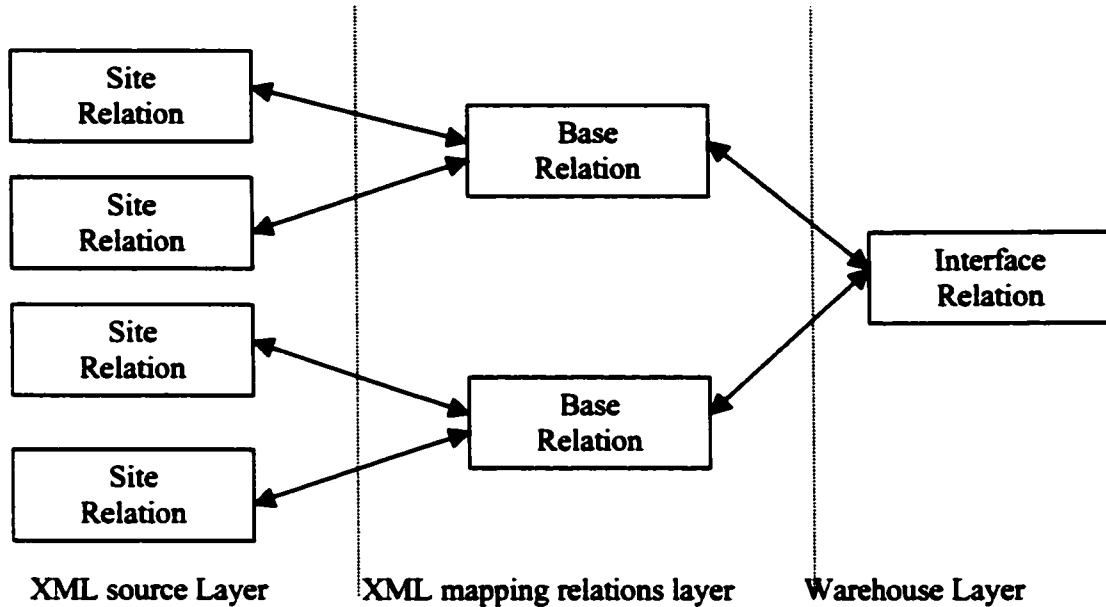 Site
Relation
Site
Relation
Site
Relation
Site
Relation
Base
Relation
Base
Relation
Interface
Relation
XML source Layer
XML mapping relations layer
Warehouse Layer